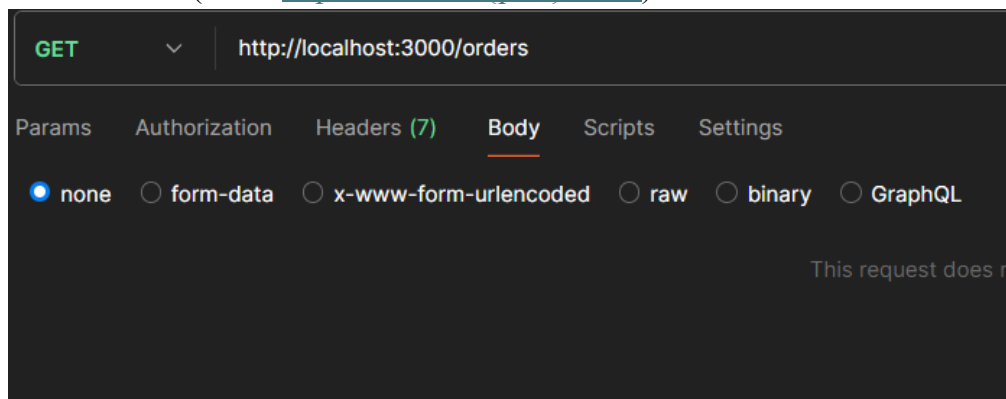 GET http://localhost:3000/orders
Params Authorization Headers (7) Body Scripts Settings
none form-data x-www-form-urlencoded raw binary GraphQL
This request does